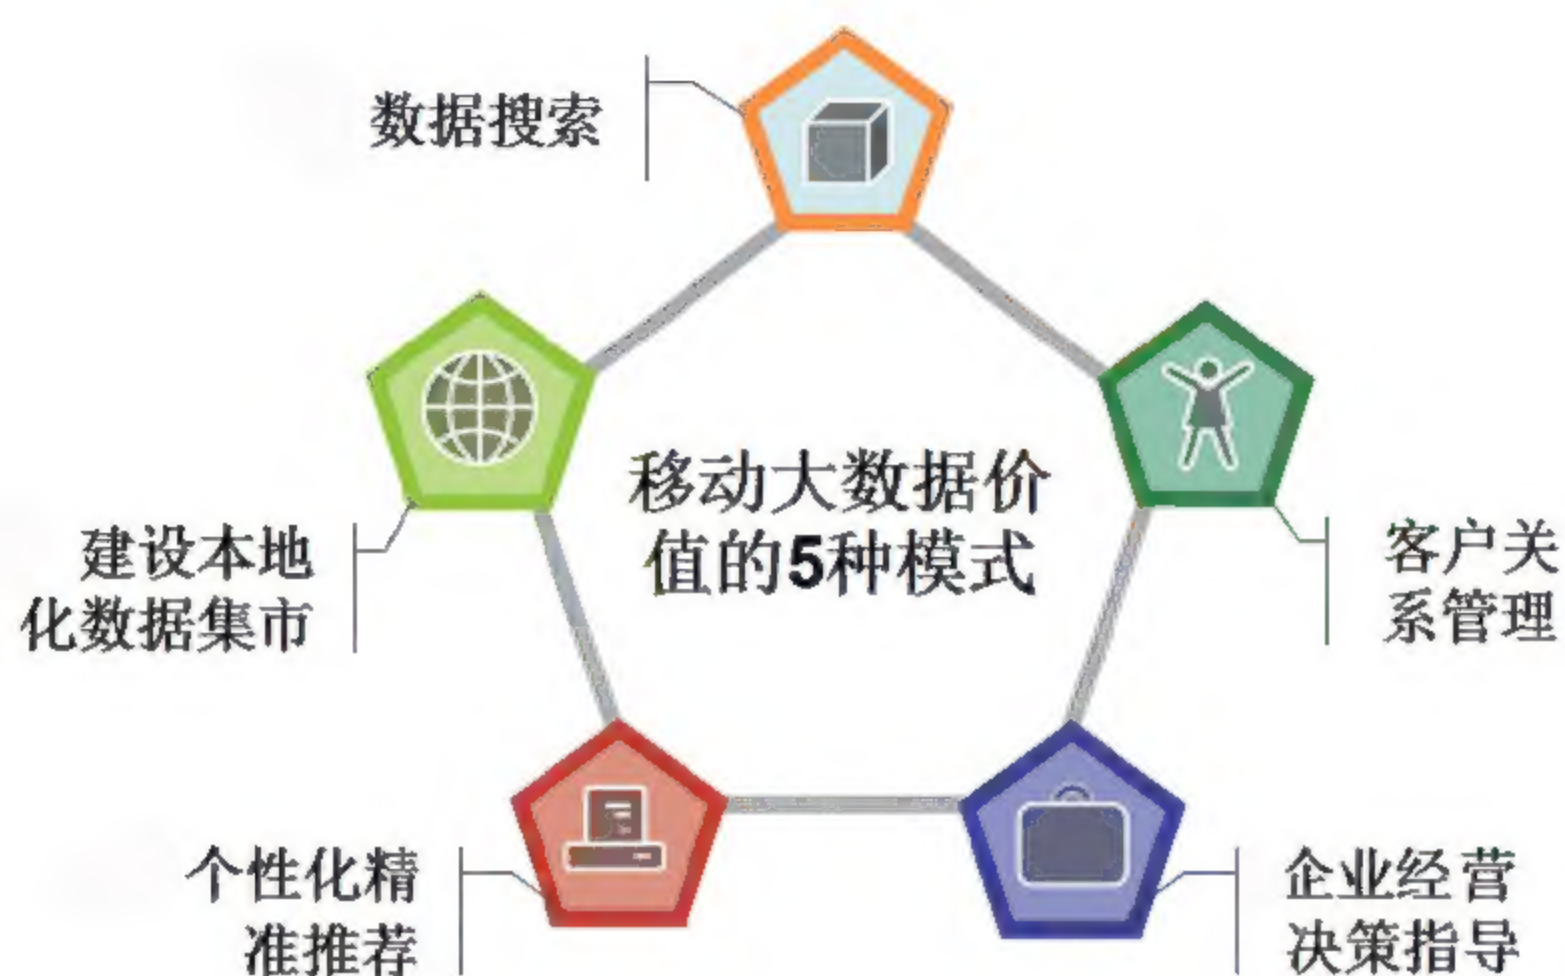 数据搜索
移动大数据价
值的5种模式
建设本地
化数据集市
客户关
系管理
个性化精
准推荐
企业经营
决策指导